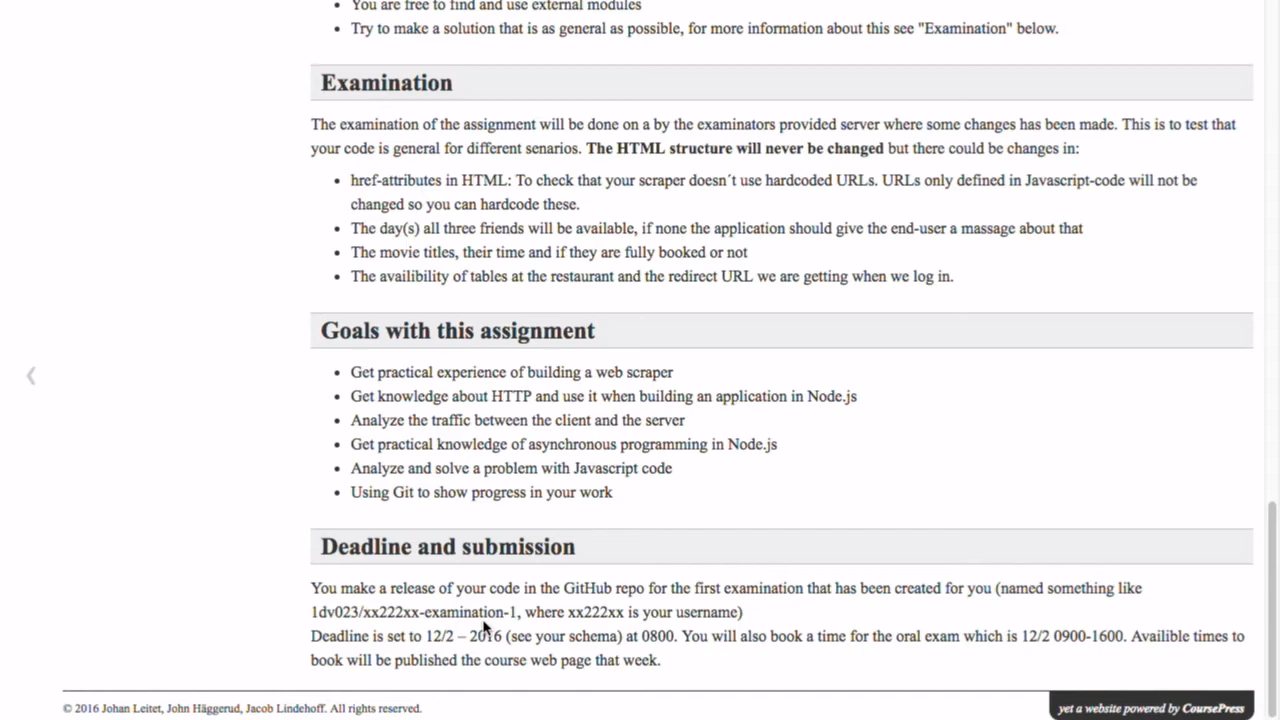 You are free to find and use external modules
Try to make a solution that is as general as possible, for more information about this see "Examination" below.
Examination
The examination of the assignment will be done on a by the examinators provided server where some changes has been made. This is to test that
your code is general for different senarios. The HTML structure will never be changed but there could be changes in:
href-attributes in HTML: To check that your scraper doesn´t use hardcoded URLs. URLs only defined in Javascript-code will not be
changed so you can hardcode these.
The day(s) all three friends will be available, if none the application should give the end-user a massage about that
The movie titles, their time and if they are fully booked or not
The availibility of tables at the restaurant and the redirect URL we are getting when we log in.
Goals with this assignment
Get practical experience of building a web scraper
Get knowledge about HTTP and use it when building an application in Node.js
Analyze the traffic between the client and the server
Get practical knowledge of asynchronous programming in Node.js
Analyze and solve a problem with Javascript code
Using Git to show progress in your work
Deadline and submission
You make a release of your code in the GitHub repo for the first examination that has been created for you (named something like
1dv023/xx222xx-examination-1, where xx222xx is your username)
Deadline is set to 12/2 – 2016 (see your schema) at 0800. You will also book a time for the oral exam which is 12/2 0900-1600. Availible times to
book will be published the course web page that week.
© 2016 Johan Leitet, John Häggerud, Jacob Lindehoff. All rights reserved.
yet a website powered by CoursePress